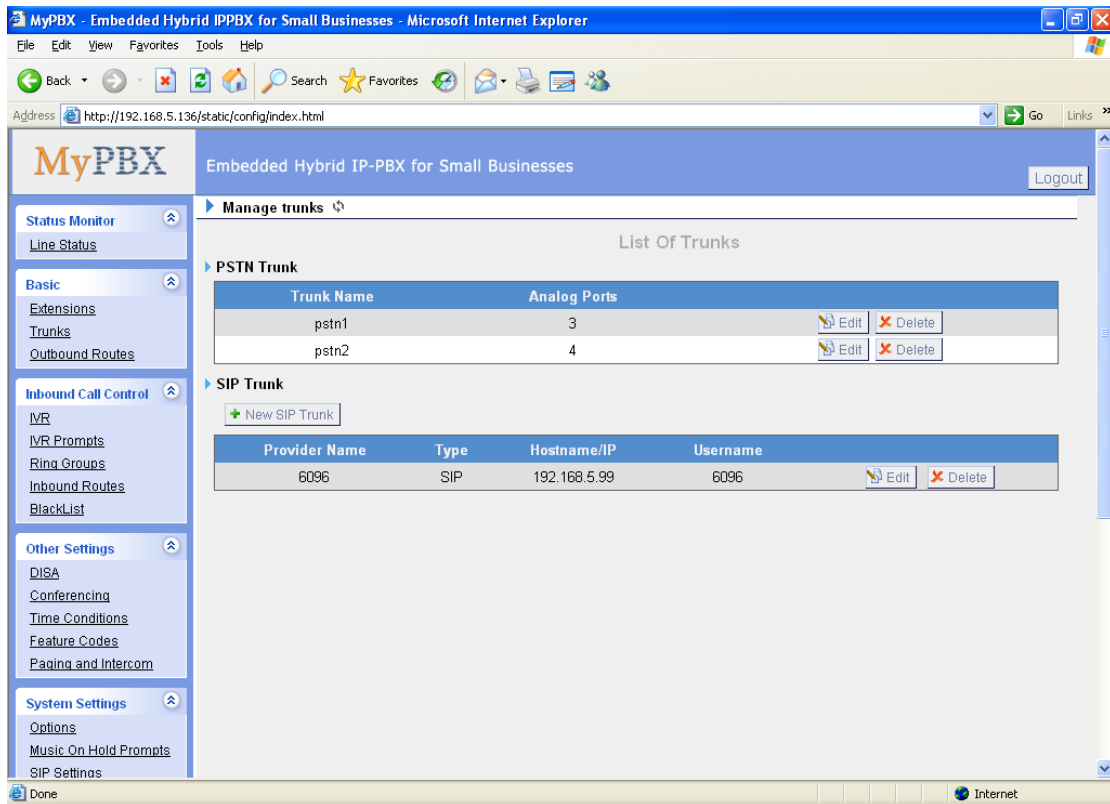 MyPBX - Embedded Hybrid IPPBX for Small Businesses - Microsoft Internet Explorer
File Edit View Favorites Tools Help
Back Search Favorites
Address http://192.168.5.136/static/config/index.html Go Links »
MyPBX
Embedded Hybrid IP-PBX for Small Businesses
Logout
Status Monitor
Line Status
Basic
Extensions
Trunks
Outbound Routes
Inbound Call Control
IVR
IVR Prompts
Ring Groups
Inbound Routes
BlackList
Other Settings
DISA
Conferencing
Time Conditions
Feature Codes
Paging and Intercom
System Settings
Options
Music On Hold Prompts
SIP Settings
Manage trunks
List Of Trunks
PSTN Trunk
Trunk Name Analog Ports
pstn1 3 Edit Delete
pstn2 4 Edit Delete
SIP Trunk
New SIP Trunk
Provider Name Type Hostname/IP Username
6096 SIP 192.168.5.99 6096 Edit Delete
Done Internet